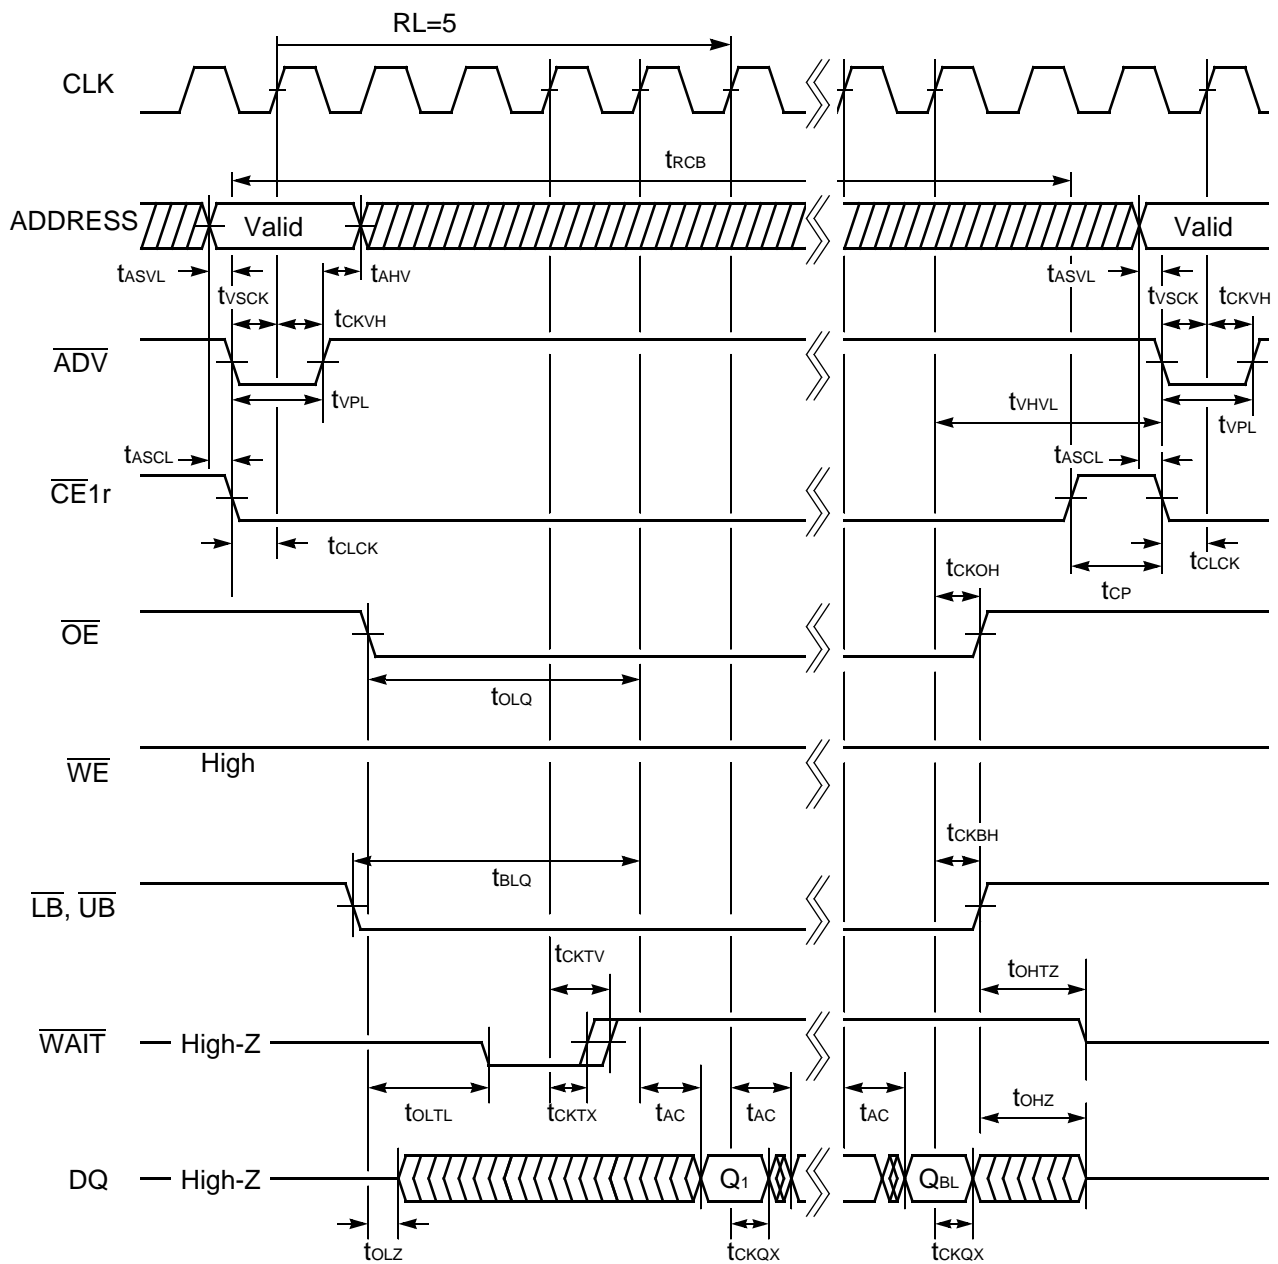 RL=5
CLK
tRCB
ADDRESS Valid Valid
tASVL tAHV tASVL
tVSCK tVSCK tCKVH
tCKVH
ADV
tVPL tVHVL tVPL
tASCL tASCL
CE1r
tCLCK tCLCK
tCKOH tCP
OE
tOLQ
High
WE
tCKBH
tBLQ
LB, UB
tCKTV tOHTZ
WAIT High-Z
tOLTL tCKTX tAC tAC tAC tOHZ
DQ High-Z Q1 QBL
tOLZ tCKQX tCKQX